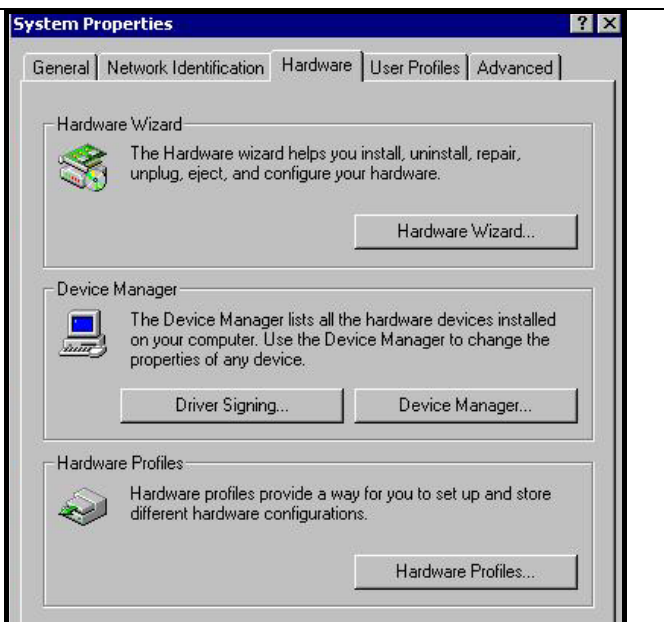 System Properties
General Network Identification Hardware User Profiles Advanced
Hardware Wizard
The Hardware wizard helps you install, uninstall, repair,
unplug, eject, and configure your hardware.
Hardware Wizard...
Device Manager
The Device Manager lists all the hardware devices installed
on your computer. Use the Device Manager to change the
properties of any device.
Driver Signing... Device Manager...
Hardware Profiles
Hardware profiles provide a way for you to set up and store
different hardware configurations.
Hardware Profiles...